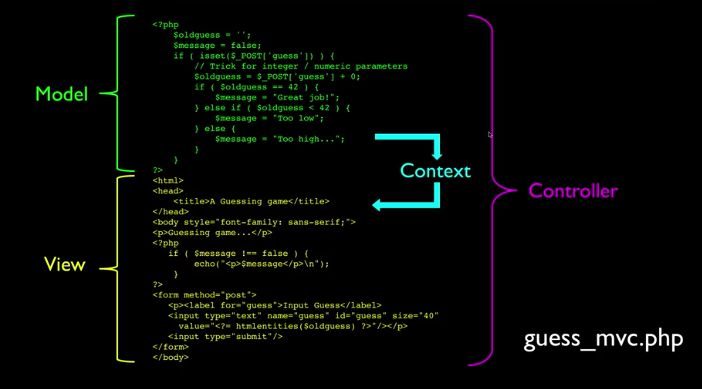 <?php
$oldguess = '';
$message = false;
if ( isset($_POST['guess']) ) {
// Trick for integer / numeric parameters
$oldguess = $_POST['guess'] + 0;
if ( $oldguess == 42 ) {
$message = "Great job!";
} else if ( $oldguess < 42 ) {
$message = "Too low";
} else {
$message = "Too high...";
}
}
?>
<html>
<head>
<title>A Guessing game</title>
</head>
<body style="font-family: sans-serif;">
<p>Guessing game...</p>
<?php
if ( $message !== false ) {
echo("<p>$message</p>\n");
}
?>
<form method="post">
<p><label for="guess">Input Guess</label>
<input type="text" name="guess" id="guess" size="40"
value="<?= htmlentities($oldguess) ?>"/></p>
<input type="submit"/>
</form>
</body>
Model
View
Context
Controller
guess_mvc.php